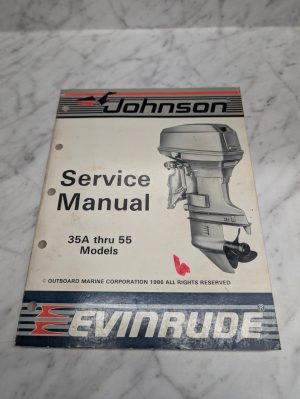 Johnson
Service
Manual
35A thru 55
Models
© OUTBOARD MARINE CORPORATION 1986 ALL RIGHTS RESERVED
EVINRUDE